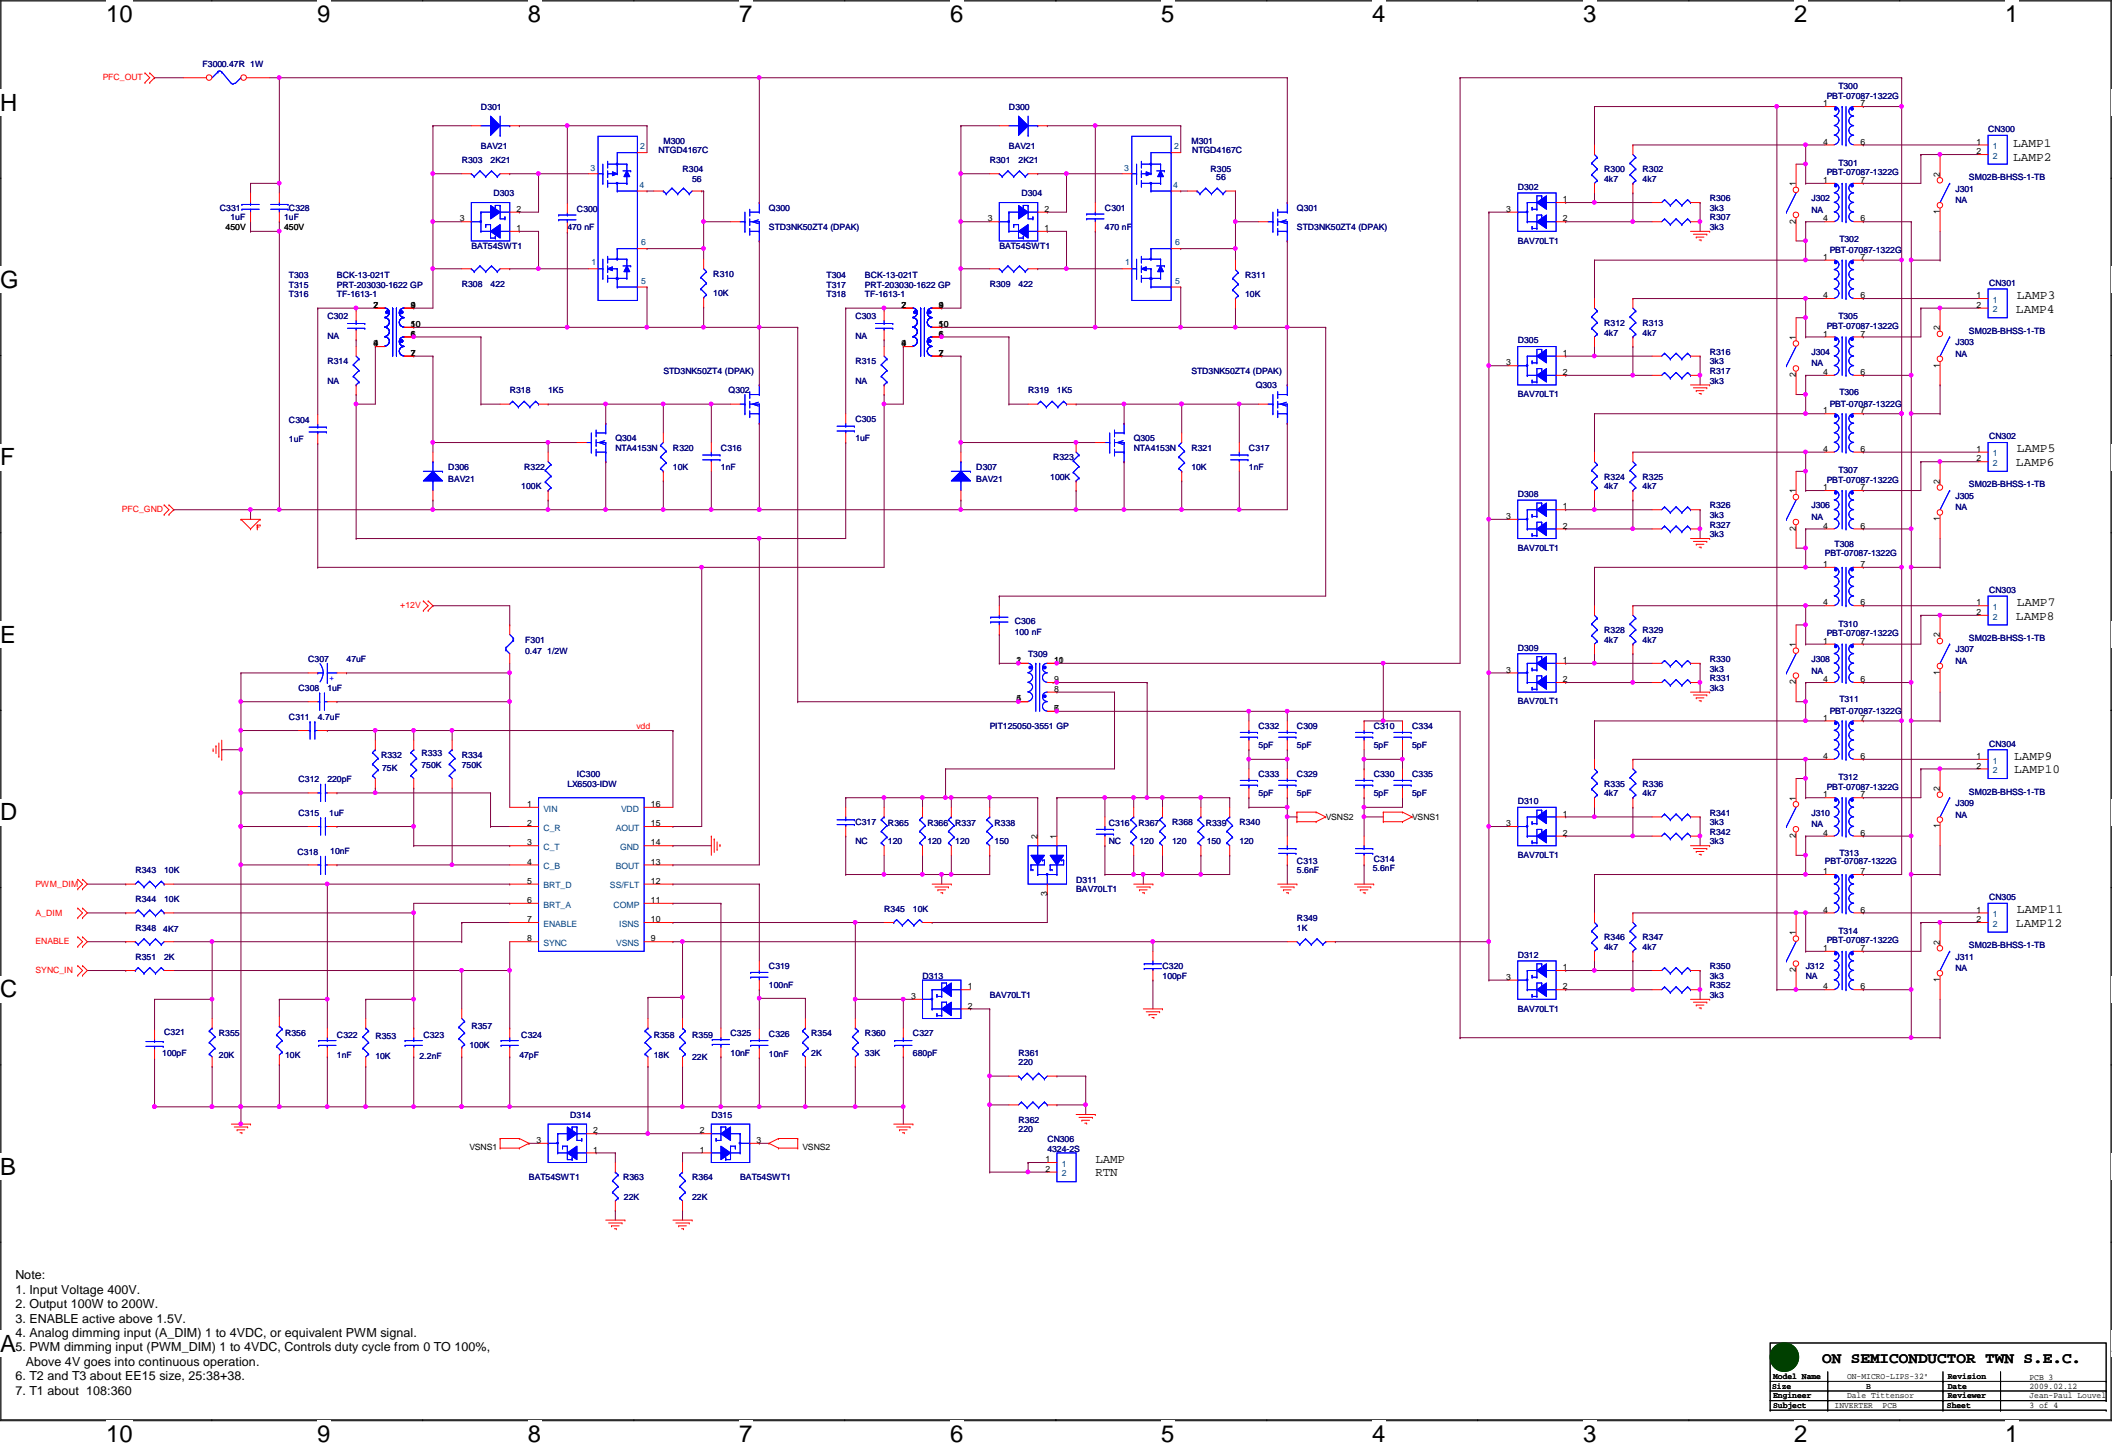 10 9 8 7 6 5 4 3 2 1
H
G
F
E
D
C
B
A
PFC_OUT
F3000.47R 1W
C331
1uF
450V
C328
1uF
450V
D301
BAV21
R303 2K21
D303
BAT54SWT1
R308 422
C300
470 nF
M300
NTGD4167C
R304
56
Q300
STD3NK50ZT4 (DPAK)
R310
10K
T303
T315
T316
BCK-13-021T
PRT-203030-1622 GP
TF-1613-1
C302
NA
R314
NA
C304
1uF
R318 1K5
STD3NK50ZT4 (DPAK)
Q302
Q304
NTA4153N
R320
10K
C316
1nF
D306
BAV21
R322
100K
PFC_GND
D300
BAV21
R301 2K21
D304
BAT54SWT1
R309 422
C301
470 nF
M301
NTGD4167C
R305
56
Q301
STD3NK50ZT4 (DPAK)
R311
10K
T304
T317
T318
BCK-13-021T
PRT-203030-1622 GP
TF-1613-1
C303
NA
R315
NA
C305
1uF
R319 1K5
STD3NK50ZT4 (DPAK)
Q303
Q305
NTA4153N
R321
10K
C317
1nF
D307
BAV21
R323
100K
+12V
F301
0.47 1/2W
C307 47uF
C308 1uF
C311 4.7uF
vdd
R332
75K
R333
750K
R334
750K
C312 220pF
C315 1uF
C318 10nF
IC300
LX6503-IDW
1 VIN VDD 16
2 C_R AOUT 15
3 C_T GND 14
4 C_B BOUT 13
5 BRT_D SS/FLT 12
6 BRT_A COMP 11
7 ENABLE ISNS 10
8 SYNC VSNS 9
PWM_DIM
R343 10K
A_DIM
R344 10K
ENABLE
R348 4K7
SYNC_IN
R351 2K
C321
100pF
R355
20K
R356
10K
C322
1nF
R353
10K
C323
2.2nF
R357
100K
C324
47pF
R358
18K
R359
22K
C325
10nF
C319
100nF
C326
10nF
R354
2K
R360
33K
C327
680pF
D313
BAV70LT1
R361
220
R362
220
CN306
4324-2S
LAMP
RTN
VSNS1
D314
BAT54SWT1
R363
22K
D315
BAT54SWT1
R364
22K
VSNS2
C306
100 nF
T309
PIT125050-3551 GP
C317
NC
R365
120
R366
120
R337
120
R338
150
D311
BAV70LT1
C316
NC
R367
120
R368
120
R339
150
R340
120
R345 10K
R349
1K
C320
100pF
C332
5pF
C309
5pF
C310
5pF
C334
5pF
C333
5pF
C329
5pF
C330
5pF
C335
5pF
VSNS2
VSNS1
C313
5.6nF
C314
5.6nF
T300
PBT-07087-1322G
R300
4k7
R302
4k7
D302
BAV70LT1
R306
3k3
R307
3k3
T301
PBT-07087-1322G
J302
NA
CN300
LAMP1
LAMP2
SM02B-BHSS-1-TB
J301
NA
T302
PBT-07087-1322G
R312
4k7
R313
4k7
D305
BAV70LT1
R316
3k3
R317
3k3
T305
PBT-07087-1322G
J304
NA
CN301
LAMP3
LAMP4
SM02B-BHSS-1-TB
J303
NA
T306
PBT-07087-1322G
R324
4k7
R325
4k7
D308
BAV70LT1
R326
3k3
R327
3k3
T307
PBT-07087-1322G
J306
NA
CN302
LAMP5
LAMP6
SM02B-BHSS-1-TB
J305
NA
T308
PBT-07087-1322G
R328
4k7
R329
4k7
D309
BAV70LT1
R330
3k3
R331
3k3
T310
PBT-07087-1322G
J308
NA
CN303
LAMP7
LAMP8
SM02B-BHSS-1-TB
J307
NA
T311
PBT-07087-1322G
R335
4k7
R336
4k7
D310
BAV70LT1
R341
3k3
R342
3k3
T312
PBT-07087-1322G
J310
NA
CN304
LAMP9
LAMP10
SM02B-BHSS-1-TB
J309
NA
T313
PBT-07087-1322G
R346
4k7
R347
4k7
D312
BAV70LT1
R350
3k3
R352
3k3
T314
PBT-07087-1322G
J312
NA
CN305
LAMP11
LAMP12
SM02B-BHSS-1-TB
J311
NA
Note:
1. Input Voltage 400V.
2. Output 100W to 200W.
3. ENABLE active above 1.5V.
4. Analog dimming input (A_DIM) 1 to 4VDC, or equivalent PWM signal.
5. PWM dimming input (PWM_DIM) 1 to 4VDC, Controls duty cycle from 0 TO 100%,
Above 4V goes into continuous operation.
6. T2 and T3 about EE15 size, 25:38+38.
7. T1 about 108:360
ON SEMICONDUCTOR TWN S.E.C.
Model Name ON-MICRO-LIPS-32' Revision PCB 3
Size B Date 2009.02.12
Engineer Dale Tittensor Reviewer Jean-Paul Louvel
Subject INVERTER PCB Sheet 3 of 4
10 9 8 7 6 5 4 3 2 1